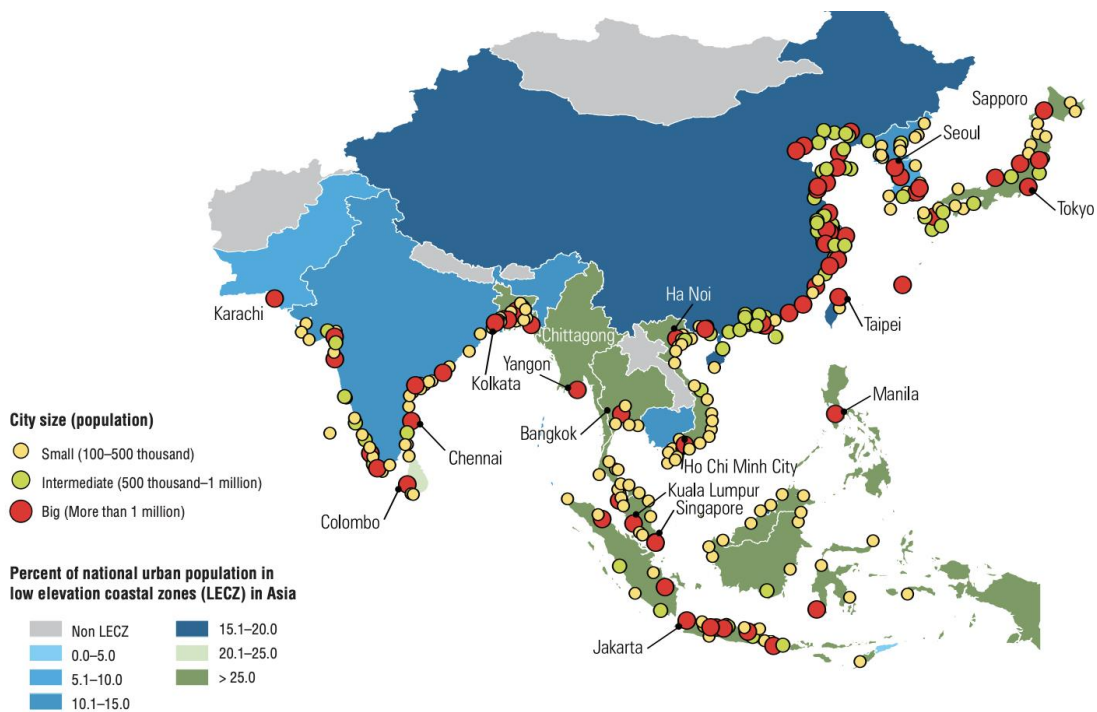 Sapporo
Seoul
Tokyo
Karachi
Ha Noi
Taipei
Chittagong
Kolkata
Yangon
Manila
Bangkok
Chennai
Ho Chi Minh City
Kuala Lumpur
Singapore
Colombo
Jakarta
City size (population)
Small (100–500 thousand)
Intermediate (500 thousand–1 million)
Big (More than 1 million)
Percent of national urban population in
low elevation coastal zones (LECZ) in Asia
Non LECZ
0.0–5.0
5.1–10.0
10.1–15.0
15.1–20.0
20.1–25.0
> 25.0